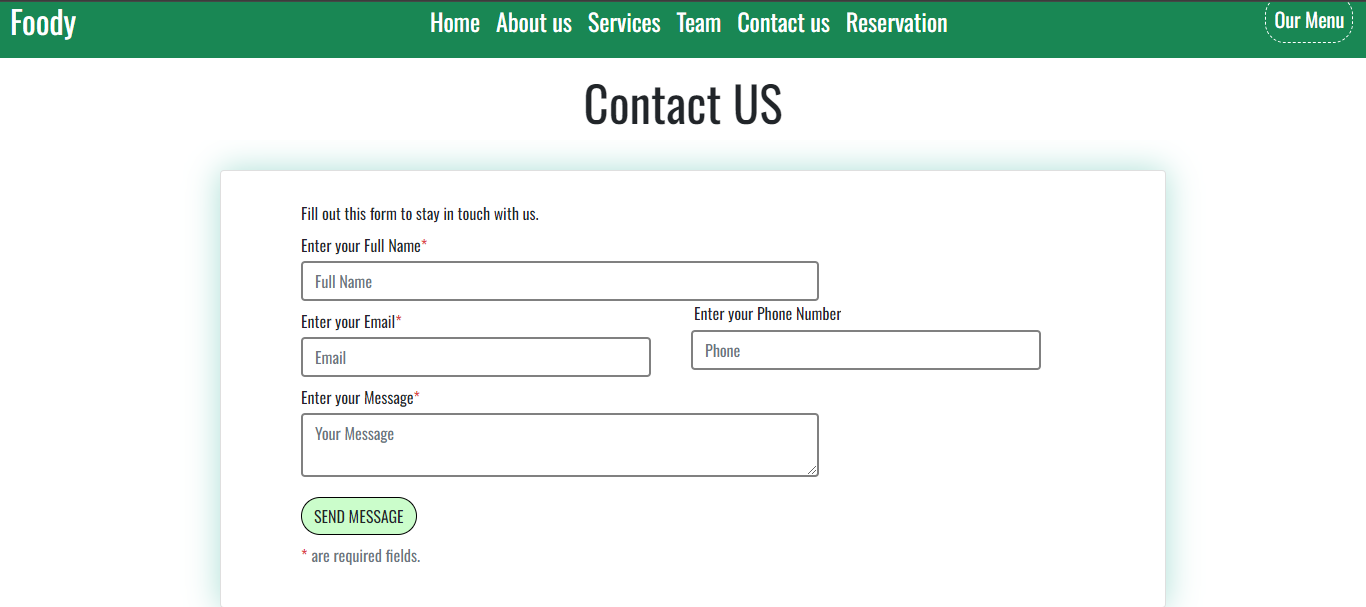 Foody Home About us Services Team Contact us Reservation Our Menu
Contact US
Fill out this form to stay in touch with us.
Enter your Full Name*
Full Name
Enter your Email* Enter your Phone Number
Email Phone
Enter your Message*
Your Message
SEND MESSAGE
* are required fields.